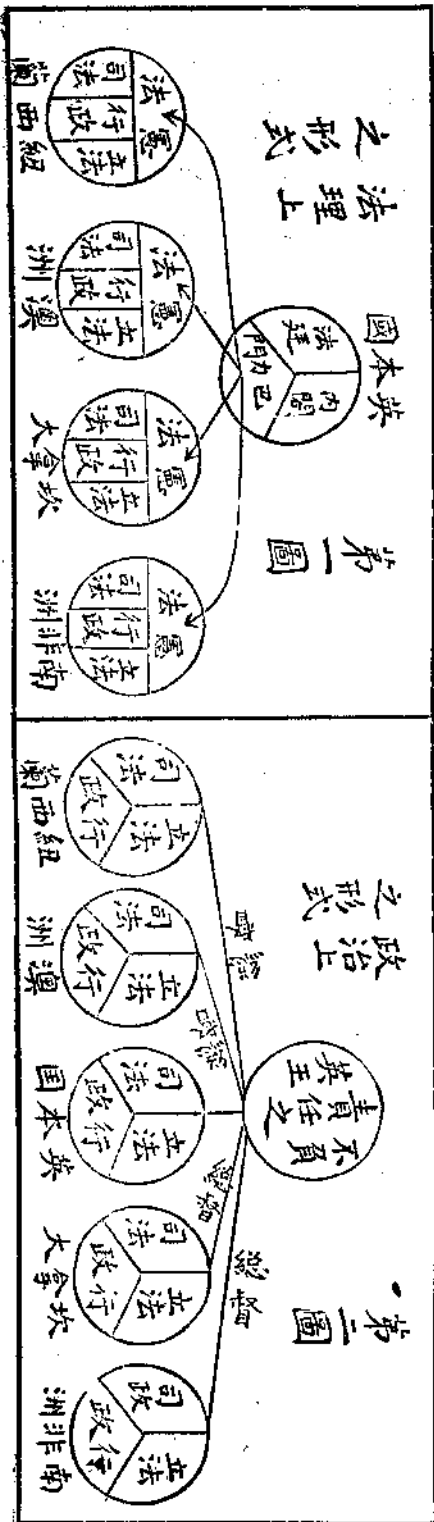 第一圖
法理上
之形式
英本國
內閣
法廷
巴力門
憲法
立法
行政
司法
南非洲
憲法
立法
行政
司法
坎拿大
憲法
立法
行政
司法
澳洲
憲法
立法
行政
司法
紐西蘭
第二圖
政治上
之形式
不負
責任之
英王
總督
總督
總督
總督
立法
司政
行政
南非洲
立法
司法
行政
坎拿大
立法
司法
行政
英本囯
立法
司法
行政
澳洲
立法
司法
行政
紐西蘭